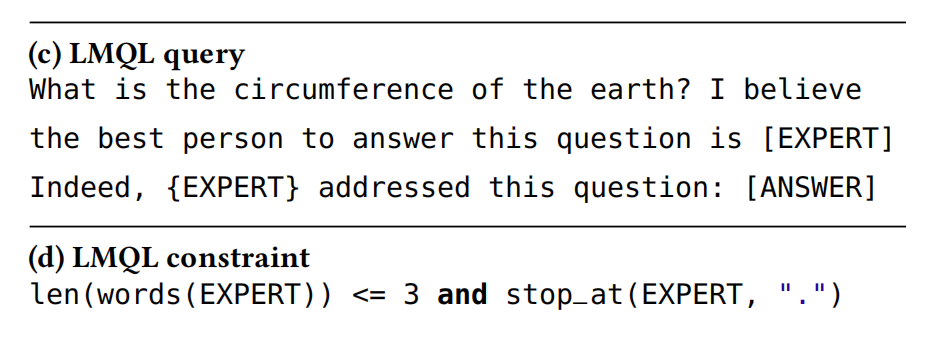 (c) LMQL query
What is the circumference of the earth? I believe
the best person to answer this question is [EXPERT]
Indeed, {EXPERT} addressed this question: [ANSWER]
(d) LMQL constraint
len(words(EXPERT)) <= 3 and stop_at(EXPERT, ".")